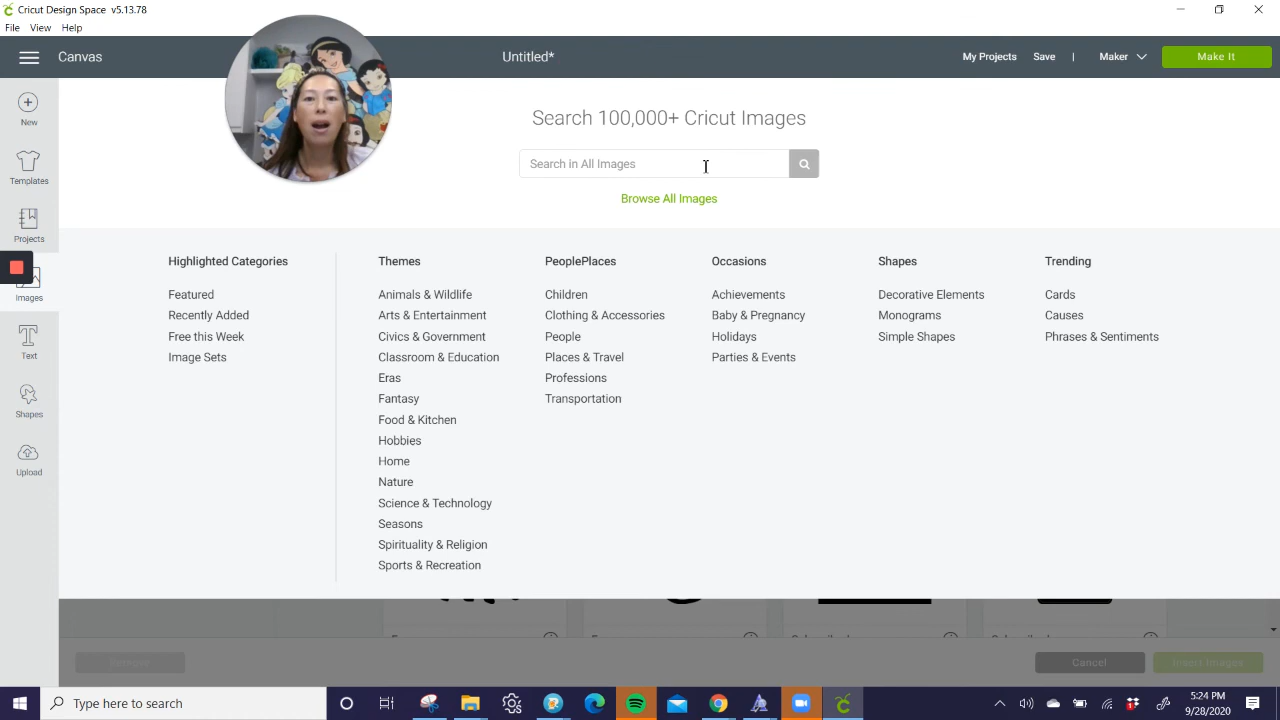 Cricut Design Space v5.13.78
File View Help
Canvas
Untitled*
My Projects Save | Maker Make It
New
Templates
Projects
Images
Text
Shapes
Upload
Search 100,000+ Cricut Images
Search in All Images
Browse All Images
Highlighted Categories
Featured
Recently Added
Free this Week
Image Sets
Themes
Animals & Wildlife
Arts & Entertainment
Civics & Government
Classroom & Education
Eras
Fantasy
Food & Kitchen
Hobbies
Home
Nature
Science & Technology
Seasons
Spirituality & Religion
Sports & Recreation
PeoplePlaces
Children
Clothing & Accessories
People
Places & Travel
Professions
Transportation
Occasions
Achievements
Baby & Pregnancy
Holidays
Parties & Events
Shapes
Decorative Elements
Monograms
Simple Shapes
Trending
Cards
Causes
Phrases & Sentiments
Remove
Cancel
Insert Images
Type here to search
5:24 PM
9/28/2020